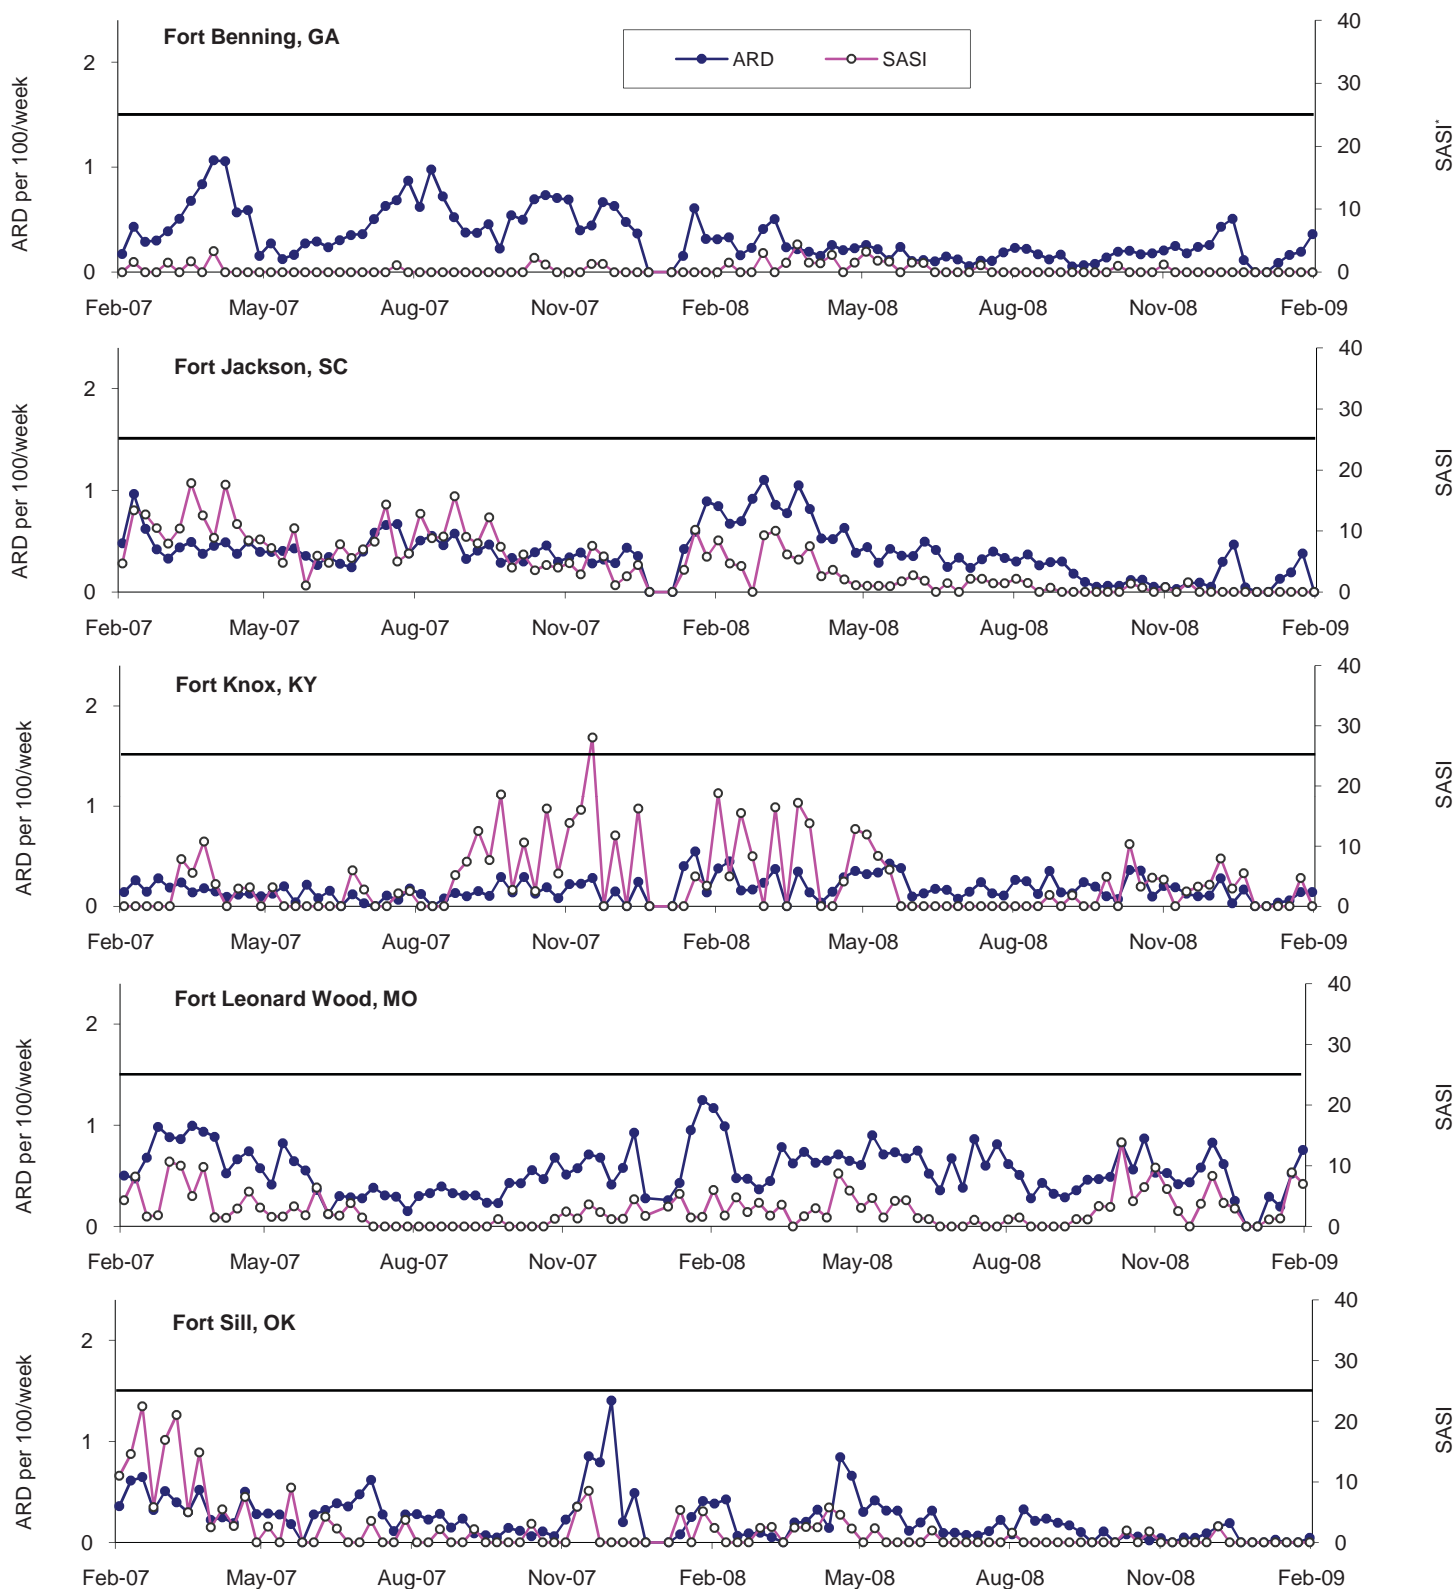 Fort Benning, GA
ARD SASI
ARD per 100/week
2
1
0
40
30
20
10
0
SASI*
Feb-07 May-07 Aug-07 Nov-07 Feb-08 May-08 Aug-08 Nov-08 Feb-09
Fort Jackson, SC
ARD per 100/week
2
1
0
40
30
20
10
0
SASI
Feb-07 May-07 Aug-07 Nov-07 Feb-08 May-08 Aug-08 Nov-08 Feb-09
Fort Knox, KY
ARD per 100/week
2
1
0
40
30
20
10
0
SASI
Feb-07 May-07 Aug-07 Nov-07 Feb-08 May-08 Aug-08 Nov-08 Feb-09
Fort Leonard Wood, MO
ARD per 100/week
2
1
0
40
30
20
10
0
SASI
Feb-07 May-07 Aug-07 Nov-07 Feb-08 May-08 Aug-08 Nov-08 Feb-09
Fort Sill, OK
ARD per 100/week
2
1
0
40
30
20
10
0
SASI
Feb-07 May-07 Aug-07 Nov-07 Feb-08 May-08 Aug-08 Nov-08 Feb-09